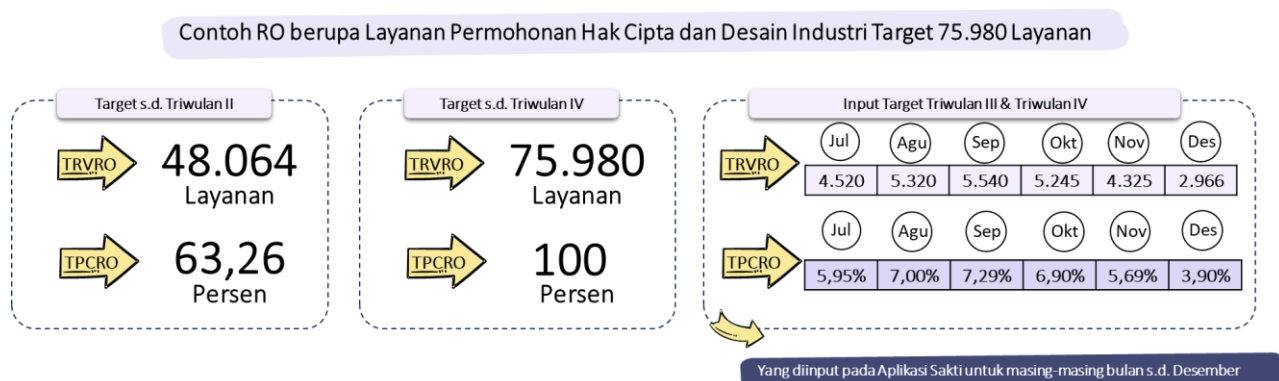 Contoh RO berupa Layanan Permohonan Hak Cipta dan Desain Industri Target 75.980 Layanan
Target s.d. Triwulan II
TRVRO
48.064
Layanan
TPCRO
63,26
Persen
Target s.d. Triwulan IV
TRVRO
75.980
Layanan
TPCRO
100
Persen
Input Target Triwulan III & Triwulan IV
Jul Agu Sep Okt Nov Des
TRVRO
4.520 5.320 5.540 5.245 4.325 2.966
Jul Agu Sep Okt Nov Des
TPCRO
5,95% 7,00% 7,29% 6,90% 5,69% 3,90%
Yang diinput pada Aplikasi Sakti untuk masing-masing bulan s.d. Desember